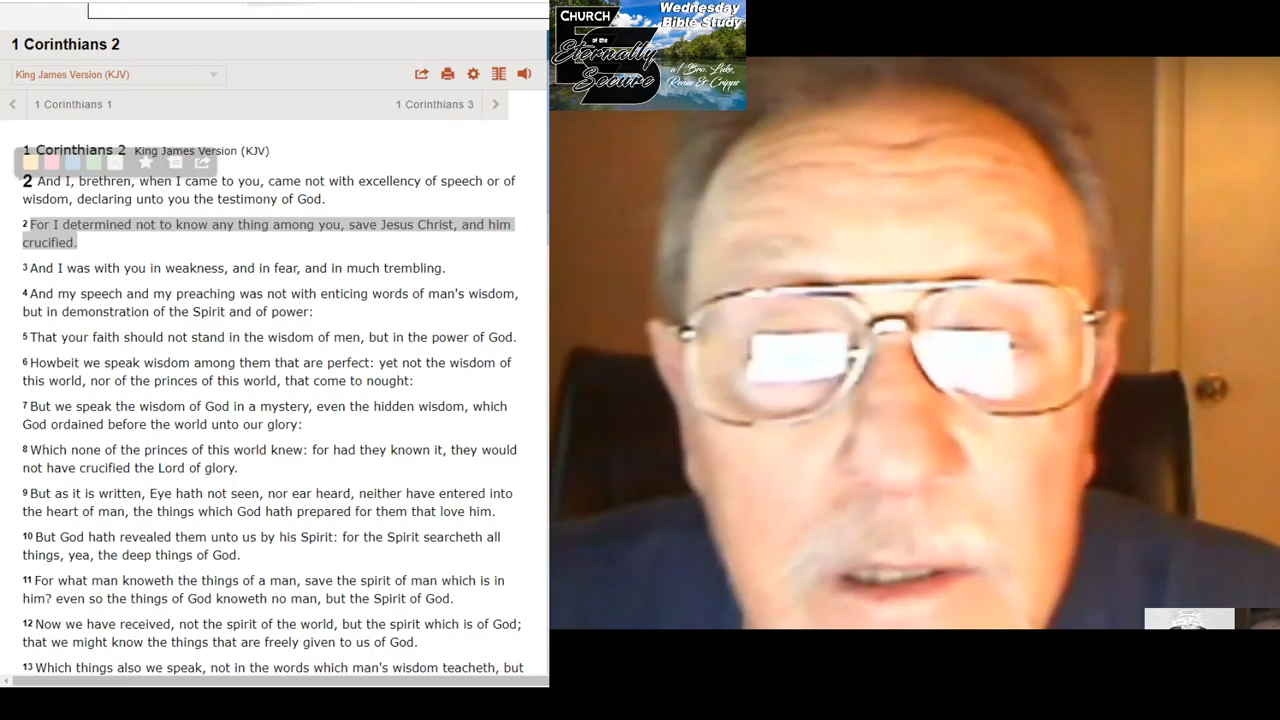 1 Corinthians 2
King James Version (KJV)
1 Corinthians 1
1 Corinthians 3
1 Corinthians 2 King James Version (KJV)
2 And I, brethren, when I came to you, came not with excellency of speech or of
wisdom, declaring unto you the testimony of God.
2 For I determined not to know any thing among you, save Jesus Christ, and him
crucified.
3 And I was with you in weakness, and in fear, and in much trembling.
4 And my speech and my preaching was not with enticing words of man's wisdom,
but in demonstration of the Spirit and of power:
5 That your faith should not stand in the wisdom of men, but in the power of God.
6 Howbeit we speak wisdom among them that are perfect: yet not the wisdom of
this world, nor of the princes of this world, that come to nought:
7 But we speak the wisdom of God in a mystery, even the hidden wisdom, which
God ordained before the world unto our glory:
8 Which none of the princes of this world knew: for had they known it, they would
not have crucified the Lord of glory.
9 But as it is written, Eye hath not seen, nor ear heard, neither have entered into
the heart of man, the things which God hath prepared for them that love him.
10 But God hath revealed them unto us by his Spirit: for the Spirit searcheth all
things, yea, the deep things of God.
11 For what man knoweth the things of a man, save the spirit of man which is in
him? even so the things of God knoweth no man, but the Spirit of God.
12 Now we have received, not the spirit of the world, but the spirit which is of God;
that we might know the things that are freely given to us of God.
13 Which things also we speak, not in the words which man's wisdom teacheth, but
Wednesday
Bible Study
CHURCH
of the
Eternally
Secure
w/ Bro. Luke,
Renee & Cripps